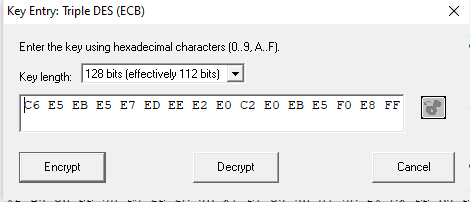 Key Entry: Triple DES (ECB)
Enter the key using hexadecimal characters (0..9, A..F).
Key length: 128 bits (effectively 112 bits)
C6 E5 EB E5 E7 ED EE E2 E0 C2 E0 EB E5 F0 E8 FF
Encrypt Decrypt Cancel